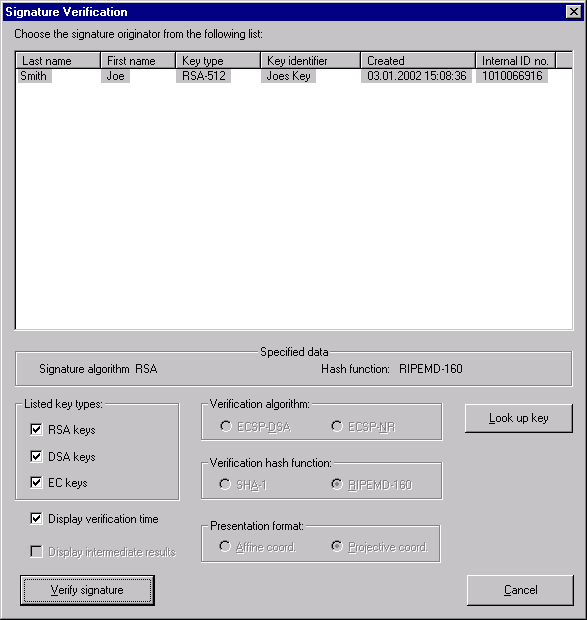 Signature Verification
Choose the signature originator from the following list:
Last name First name Key type Key identifier Created Internal ID no.
Smith Joe RSA-512 Joes Key 03.01.2002 15:08:36 1010066916
Specified data
Signature algorithm RSA Hash function: RIPEMD-160
Listed key types:
RSA keys
DSA keys
EC keys
Display verification time
Display intermediate results
Verification algorithm:
ECSP-DSA ECSP-NR
Verification hash function:
SHA-1 RIPEMD-160
Presentation format:
Affine coord. Projective coord.
Look up key
Verify signature
Cancel